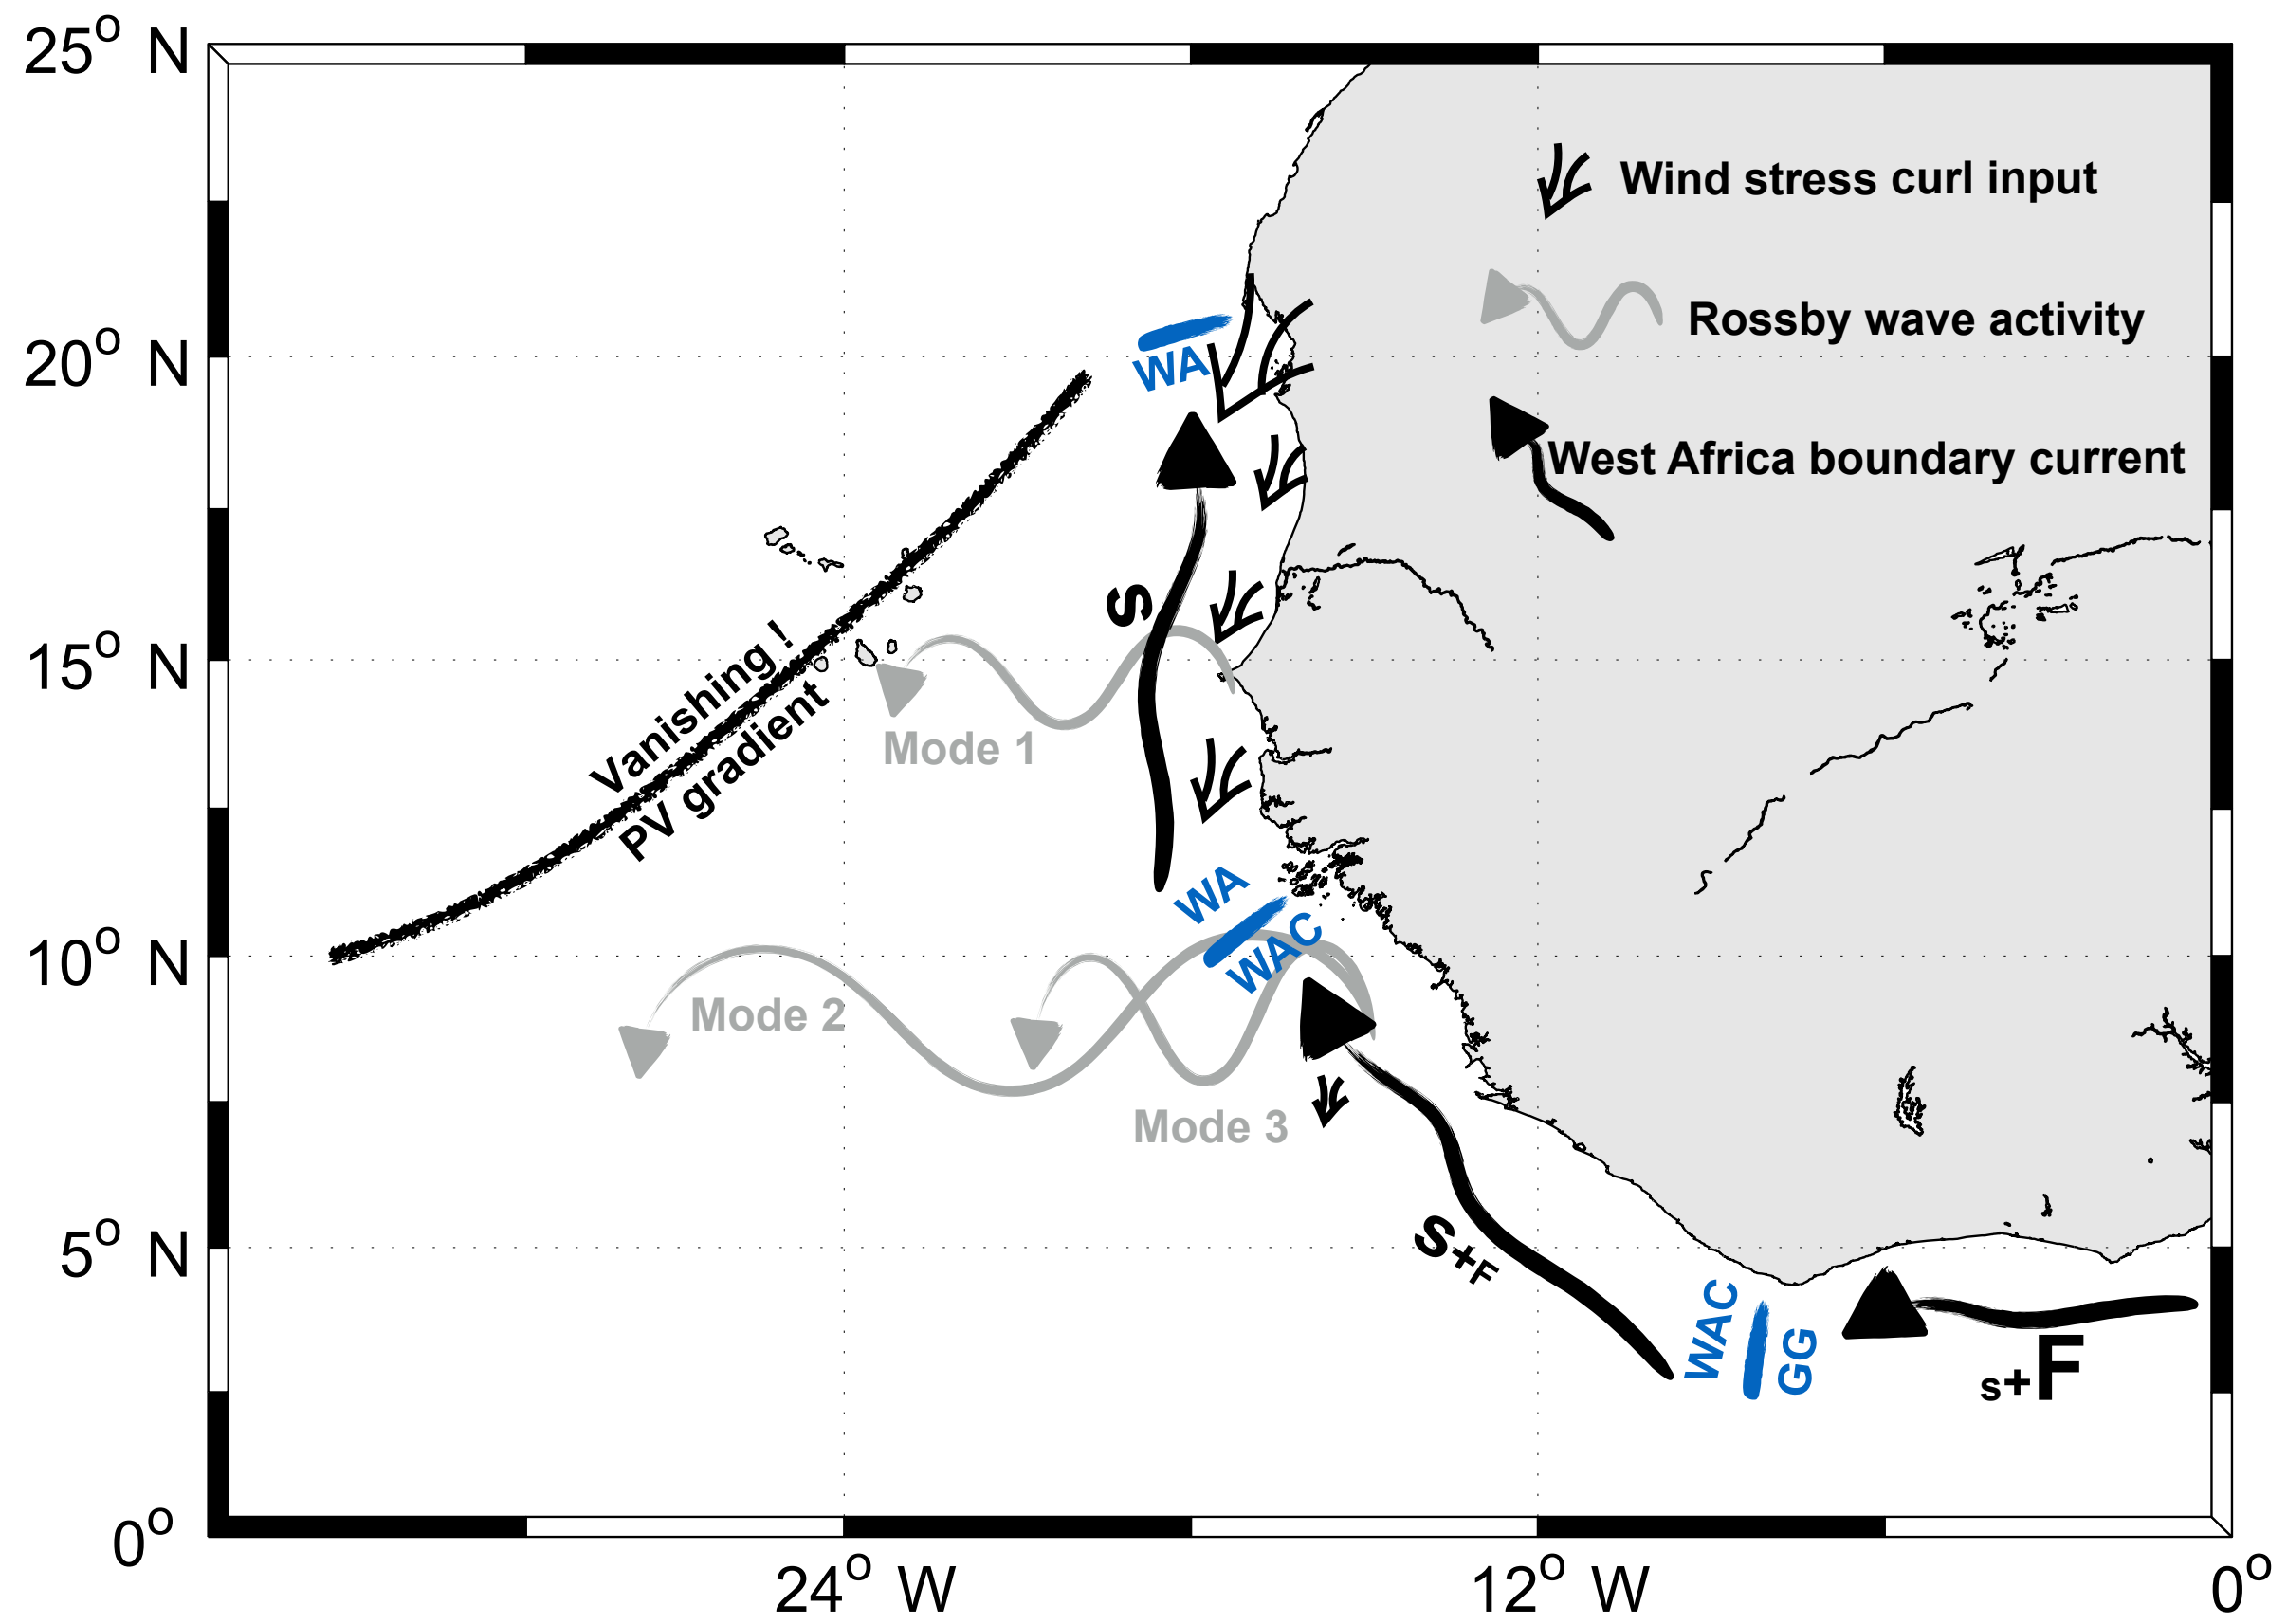 25° N
Wind stress curl input
Rossby wave activity
20° N
WA
West Africa boundary current
S
15° N
Vanishing !
PV gradient
Mode 1
WA
WAC
10° N
Mode 2
Mode 3
5° N
S+F
WAC
GG
s+F
0°
24° W
12° W
0°